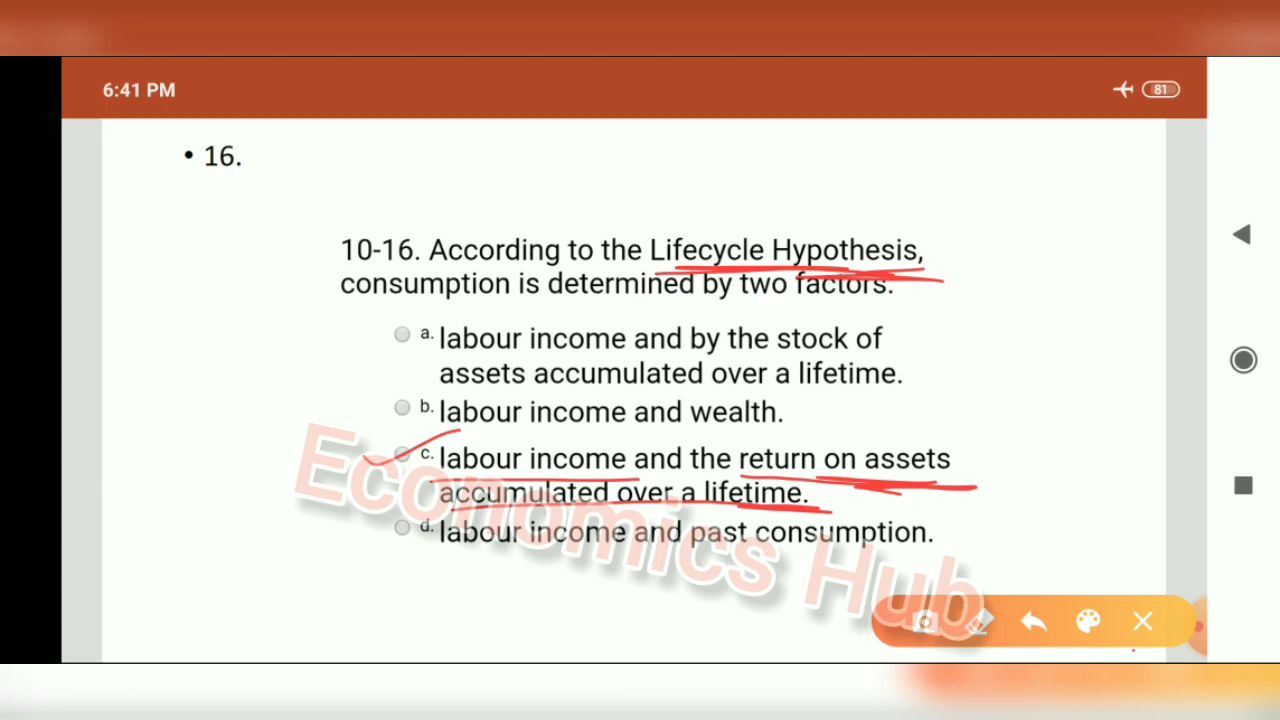 6:41 PM
81
• 16.
10-16. According to the Lifecycle Hypothesis,
consumption is determined by two factors:
a. labour income and by the stock of
assets accumulated over a lifetime.
b. labour income and wealth.
c. labour income and the return on assets
accumulated over a lifetime.
d. labour income and past consumption.
Economics Hub